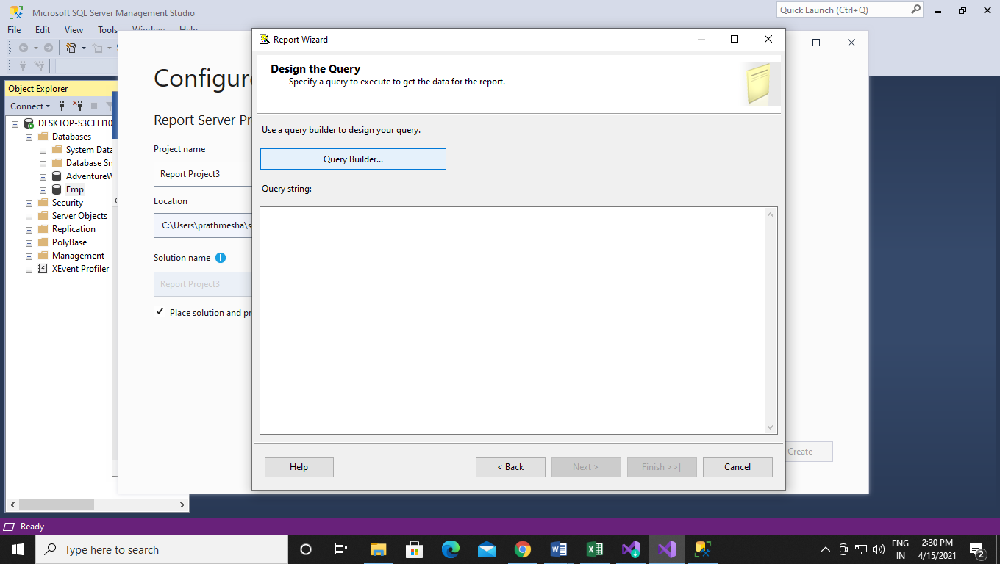 Microsoft SQL Server Management Studio
Quick Launch (Ctrl+Q)
File Edit View Tools Window Help
Report Wizard
Design the Query
Specify a query to execute to get the data for the report.
Configure
Object Explorer
Connect
DESKTOP-S3CEH10
Databases
System Data
Database Sn
AdventureW
Emp
Security
Server Objects
Replication
PolyBase
Management
XEvent Profiler
Report Server Pr
Project name
Report Project3
Location
C:\Users\prathmesha\s
Solution name
Report Project3
Place solution and pr
Use a query builder to design your query.
Query Builder...
Query string:
Create
Help
< Back
Next >
Finish >>|
Cancel
Ready
Type here to search
ENG
IN
2:30 PM
4/15/2021
2